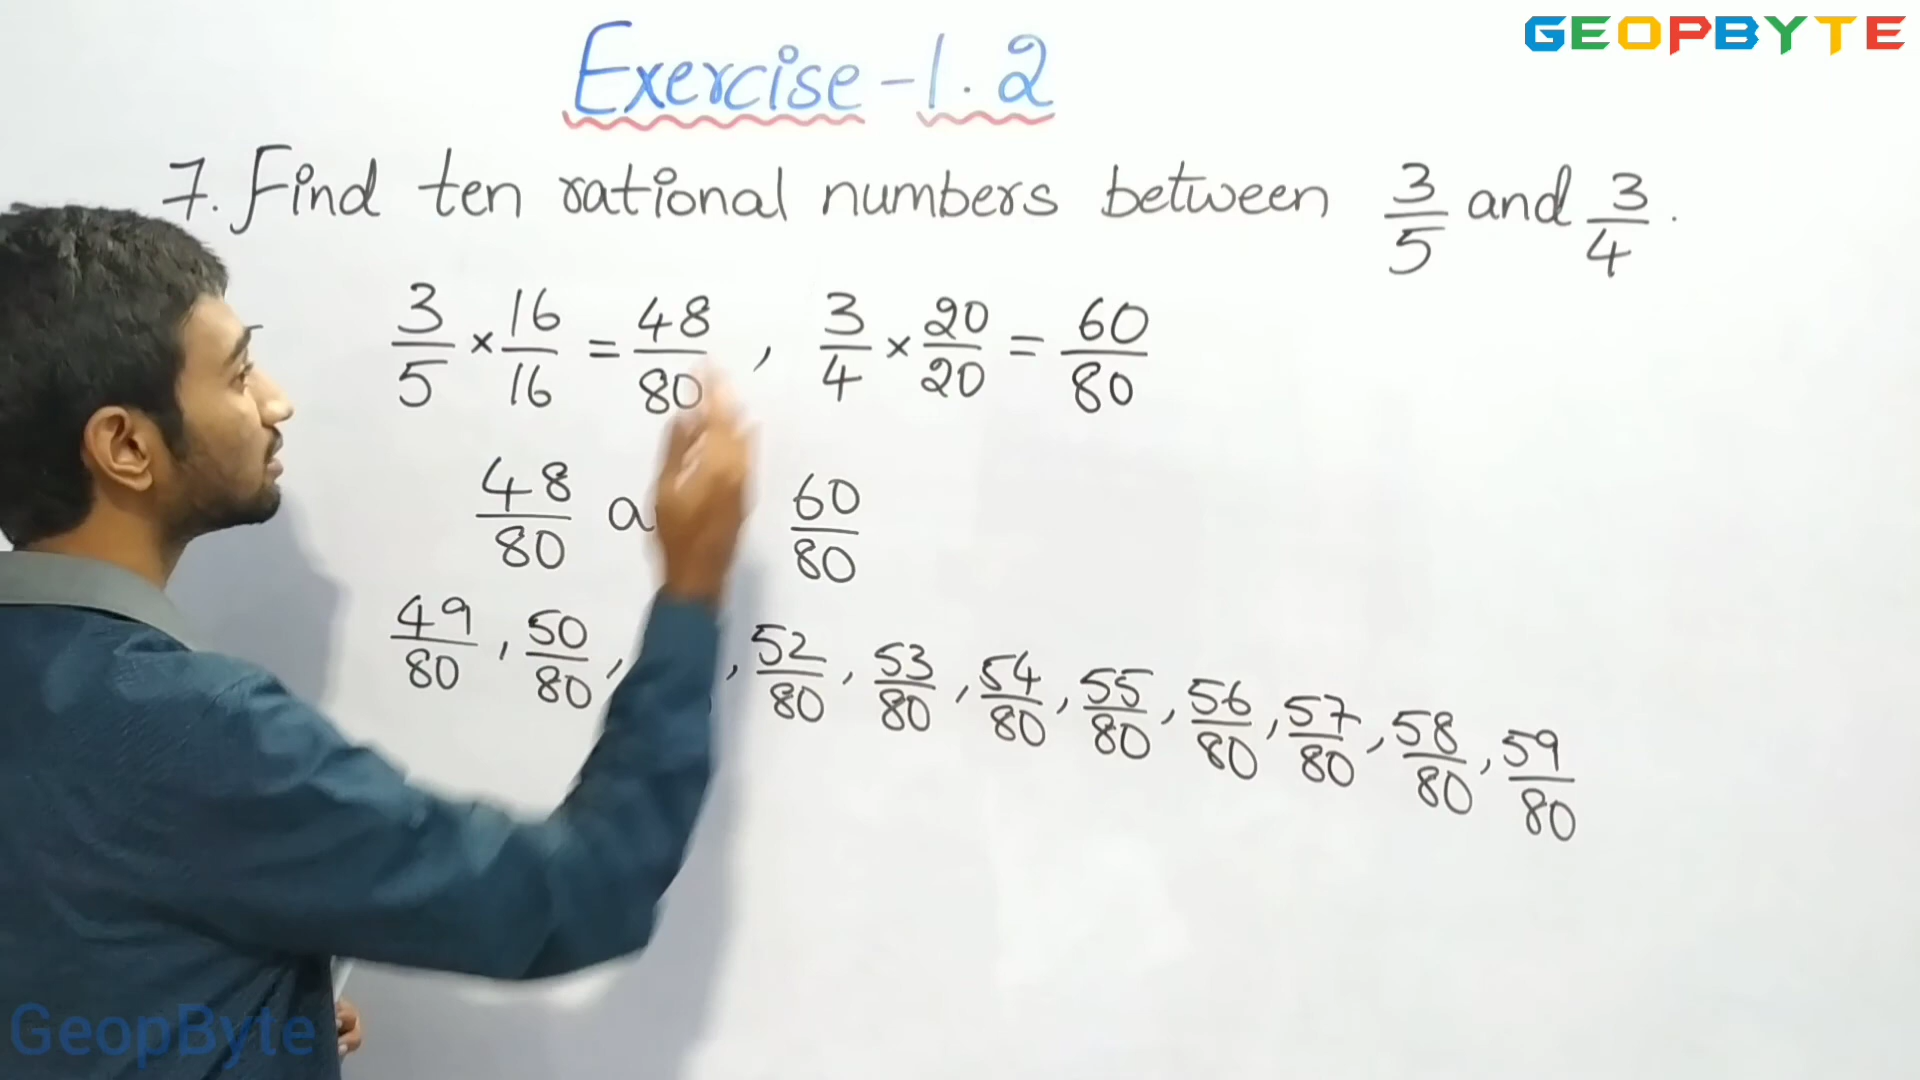 GEOPBYTE
Exercise-1.2
7. Find ten rational numbers between 3/5 and 3/4.
3/5 × 16/16 = 48/80 , 3/4 × 20/20 = 60/80
48/80 60/80
49/80 , 50/80 , , 52/80 , 53/80 , 54/80 , 55/80 , 56/80 , 57/80 , 58/80 , 59/80
GeopByte